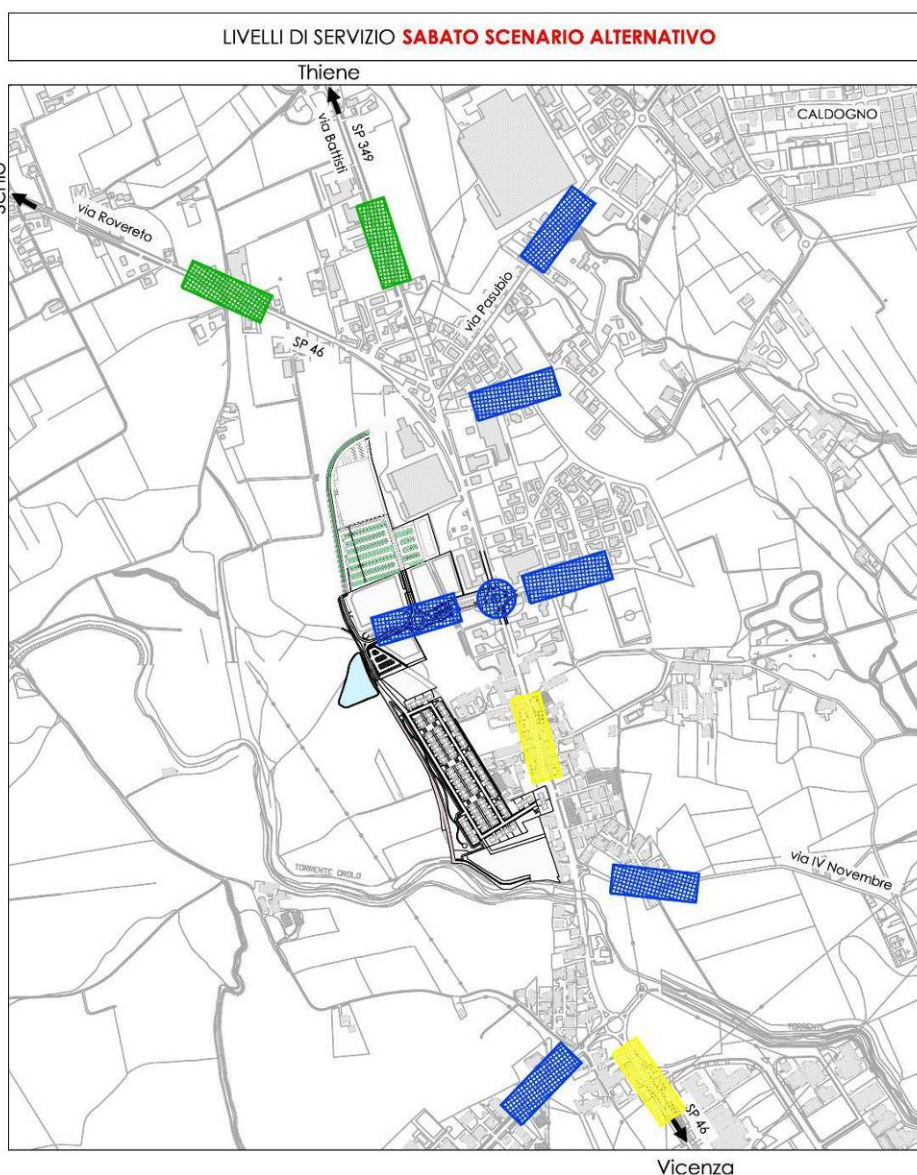 LIVELLI DI SERVIZIO SABATO SCENARIO ALTERNATIVO
Thiene
CALDOGNO
via Battisti
SP 349
via Rovereto
via Pasubio
SP 46
TORRENTE OROLO
via IV Novembre
TORRENTE
SP 46
Vicenza